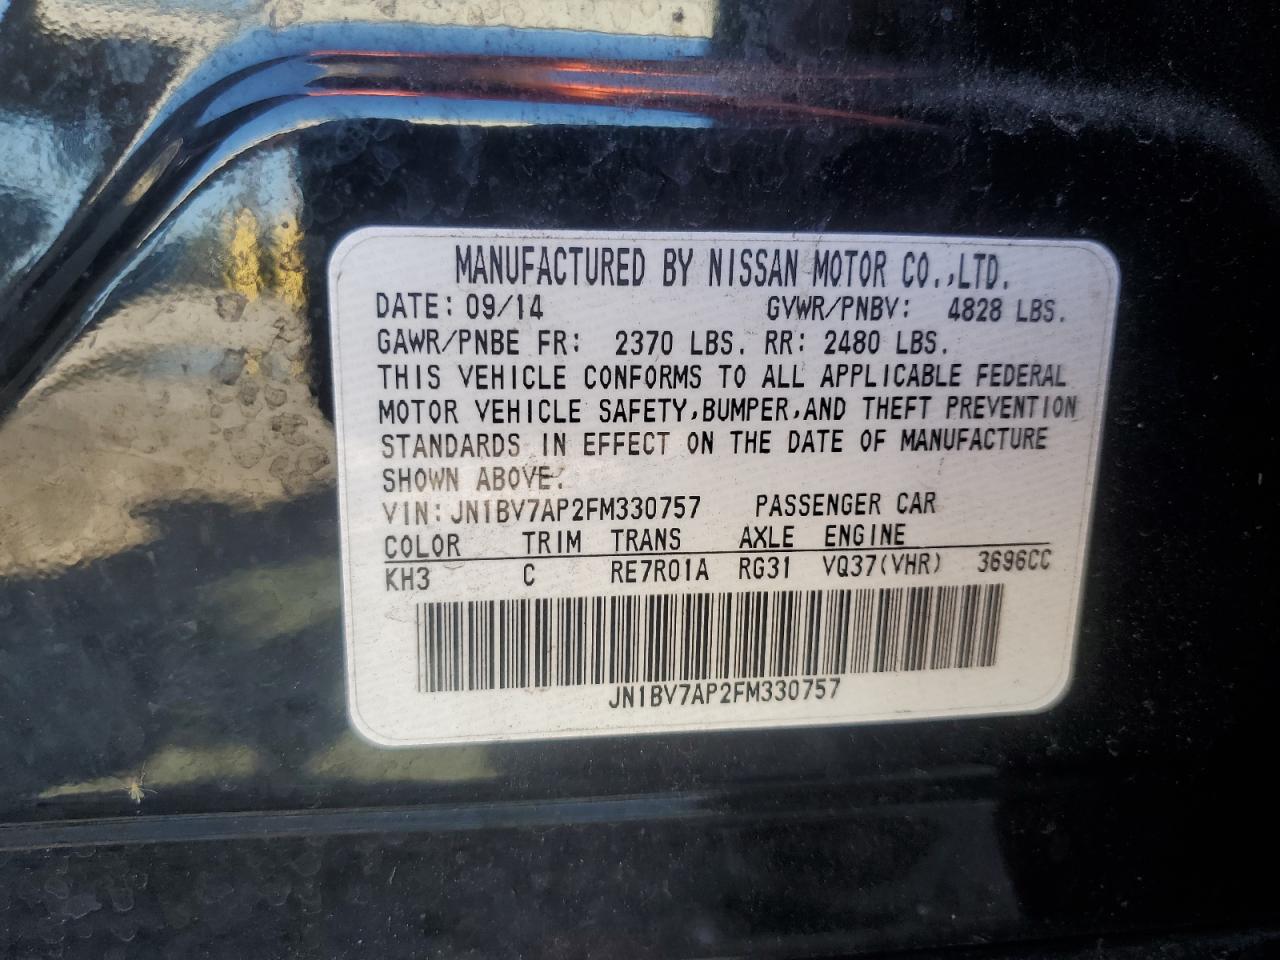 MANUFACTURED BY NISSAN MOTOR CO.,LTD.
DATE: 09/14 GVWR/PNBV: 4828 LBS.
GAWR/PNBE FR: 2370 LBS. RR: 2480 LBS.
THIS VEHICLE CONFORMS TO ALL APPLICABLE FEDERAL
MOTOR VEHICLE SAFETY,BUMPER,AND THEFT PREVENTION
STANDARDS IN EFFECT ON THE DATE OF MANUFACTURE
SHOWN ABOVE.
VIN:JN1BV7AP2FM330757 PASSENGER CAR
COLOR TRIM TRANS AXLE ENGINE
KH3 C RE7R01A RG31 VQ37(VHR) 3696CC
JN1BV7AP2FM330757